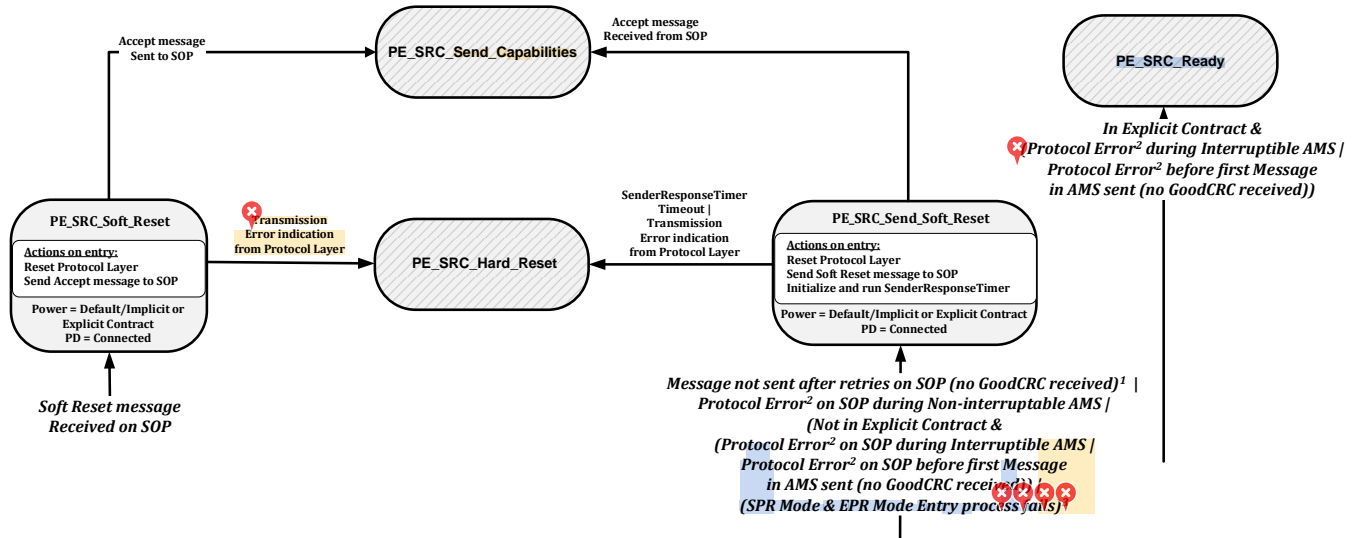 Accept message
Sent to SOP
PE_SRC_Send_Capabilities
Accept message
Received from SOP
PE_SRC_Ready
In Explicit Contract &
(Protocol Error² during Interruptible AMS |
Protocol Error² before first Message
in AMS sent (no GoodCRC received))
PE_SRC_Soft_Reset
Actions on entry:
Reset Protocol Layer
Send Accept message to SOP
Power = Default/Implicit or
Explicit Contract
PD = Connected
Soft Reset message
Received on SOP
Transmission
Error indication
from Protocol Layer
PE_SRC_Hard_Reset
SenderResponseTimer
Timeout |
Transmission
Error indication
from Protocol Layer
PE_SRC_Send_Soft_Reset
Actions on entry:
Reset Protocol Layer
Send Soft Reset message to SOP
Initialize and run SenderResponseTimer
Power = Default/Implicit or Explicit Contract
PD = Connected
Message not sent after retries on SOP (no GoodCRC received)¹ |
Protocol Error² on SOP during Non-interruptable AMS |
(Not in Explicit Contract &
(Protocol Error² on SOP during Interruptible AMS |
Protocol Error² on SOP before first Message
in AMS sent (no GoodCRC received)) |
(SPR Mode & EPR Mode Entry process fails)